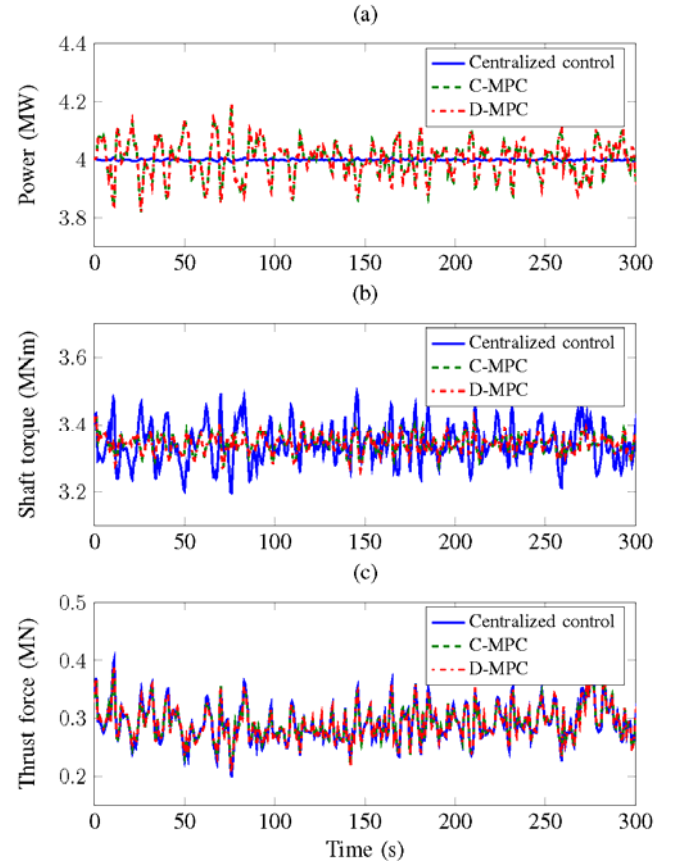 (a)
4.4
4.2
4
3.8
Power (MW)
Centralized control
C-MPC
D-MPC
0 50 100 150 200 250 300
(b)
3.6
3.4
3.2
Shaft torque (MNm)
Centralized control
C-MPC
D-MPC
0 50 100 150 200 250 300
(c)
0.5
0.4
0.3
0.2
Thrust force (MN)
Centralized control
C-MPC
D-MPC
0 50 100 150 200 250 300
Time (s)